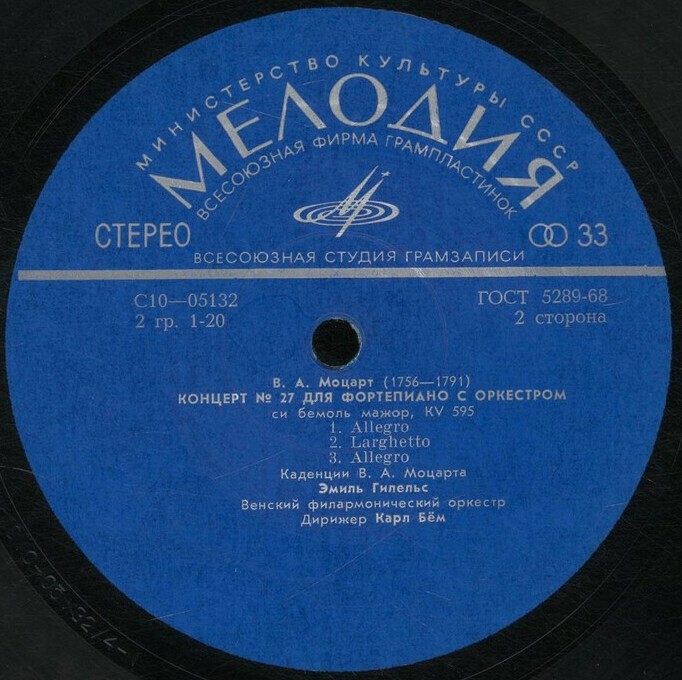 МИНИСТЕРСТВО КУЛЬТУРЫ СССР
МЕЛОДИЯ
ВСЕСОЮЗНАЯ ФИРМА ГРАМПЛАСТИНОК
СТЕРЕО
33
ВСЕСОЮЗНАЯ СТУДИЯ ГРАМЗАПИСИ
С10—05132
ГОСТ 5289-68
2 гр. 1-20
2 сторона
В. А. Моцарт (1756—1791)
КОНЦЕРТ № 27 ДЛЯ ФОРТЕПИАНО С ОРКЕСТРОМ
си бемоль мажор, KV 595
1. Allegro
2. Larghetto
3. Allegro
Каденции В. А. Моцарта
Эмиль Гилельс
Венский филармонический оркестр
Дирижер Карл Бём